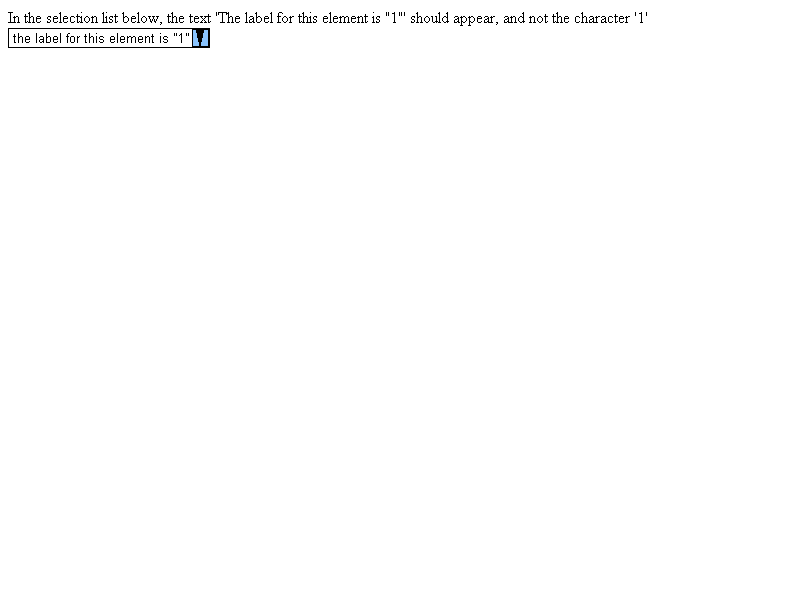 In the selection list below, the text 'The label for this element is "1"' should appear, and not the character '1'
the label for this element is "1"